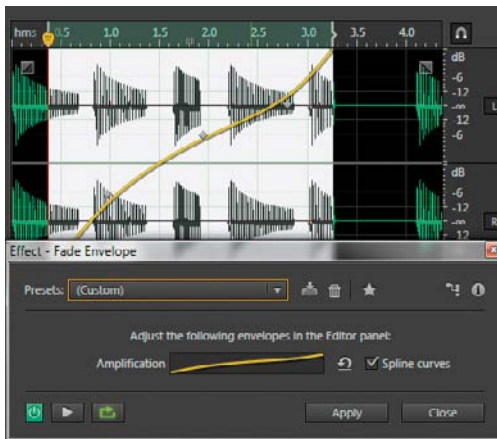 hms 0.5 1.0 1.5 2.0 2.5 3.0 3.5 4.0
dB
-6
-12
-∞
-12
-6
L
dB
-6
-12
-∞
-12
R
Effect - Fade Envelope
Presets: (Custom)
Adjust the following envelopes in the Editor panel:
Amplification Spline curves
Apply Close